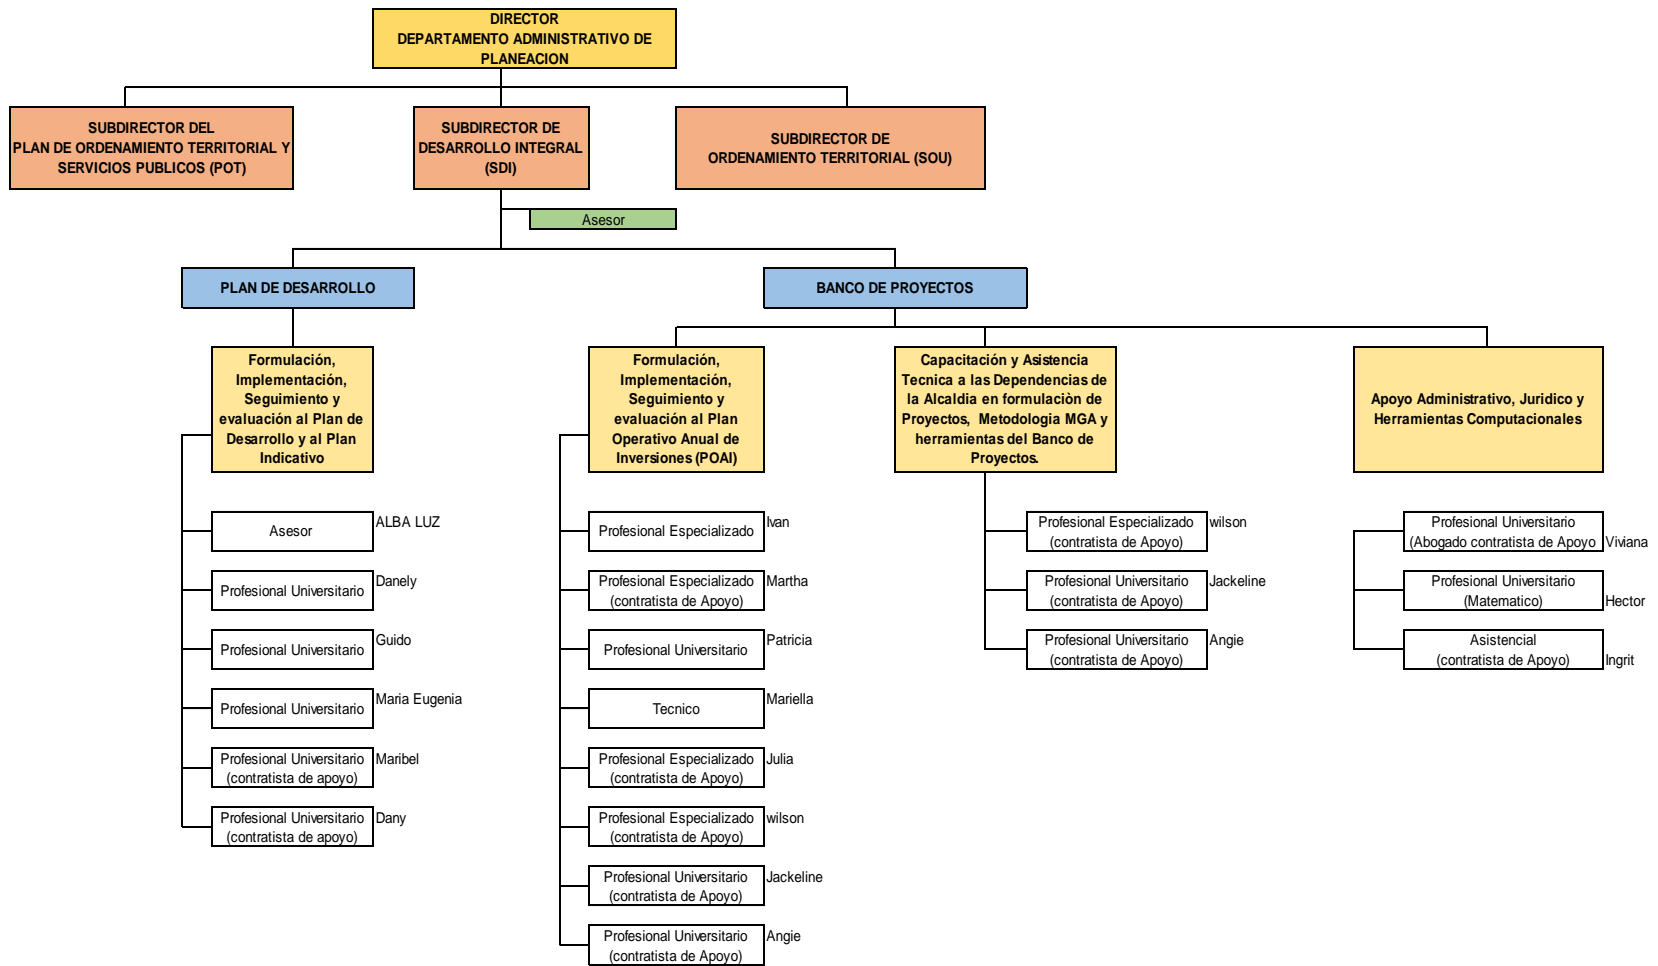 DIRECTOR
DEPARTAMENTO ADMINISTRATIVO DE
PLANEACION
SUBDIRECTOR DEL
PLAN DE ORDENAMIENTO TERRITORIAL Y
SERVICIOS PUBLICOS (POT)
SUBDIRECTOR DE
DESARROLLO INTEGRAL
(SDI)
SUBDIRECTOR DE
ORDENAMIENTO TERRITORIAL (SOU)
Asesor
PLAN DE DESARROLLO
BANCO DE PROYECTOS
Formulación,
Implementación,
Seguimiento y
evaluación al Plan de
Desarrollo y al Plan
Indicativo
Formulación,
Implementación,
Seguimiento y
evaluación al Plan
Operativo Anual de
Inversiones (POAI)
Capacitación y Asistencia
Tecnica a las Dependencias de
la Alcaldia en formulaciòn de
Proyectos, Metodologia MGA y
herramientas del Banco de
Proyectos.
Apoyo Administrativo, Juridico y
Herramientas Computacionales
Asesor
ALBA LUZ
Profesional Universitario
Danely
Profesional Universitario
Guido
Profesional Universitario
Maria Eugenia
Profesional Universitario
(contratista de apoyo)
Maribel
Profesional Universitario
(contratista de apoyo)
Dany
Profesional Especializado
Ivan
Profesional Especializado
(contratista de Apoyo)
Martha
Profesional Universitario
Patricia
Tecnico
Mariella
Profesional Especializado
(contratista de Apoyo)
Julia
Profesional Especializado
(contratista de Apoyo)
wilson
Profesional Universitario
(contratista de Apoyo)
Jackeline
Profesional Universitario
(contratista de Apoyo)
Angie
Profesional Especializado
(contratista de Apoyo)
wilson
Profesional Universitario
(contratista de Apoyo)
Jackeline
Profesional Universitario
(contratista de Apoyo)
Angie
Profesional Universitario
(Abogado contratista de Apoyo
Viviana
Profesional Universitario
(Matematico)
Hector
Asistencial
(contratista de Apoyo)
Ingrit